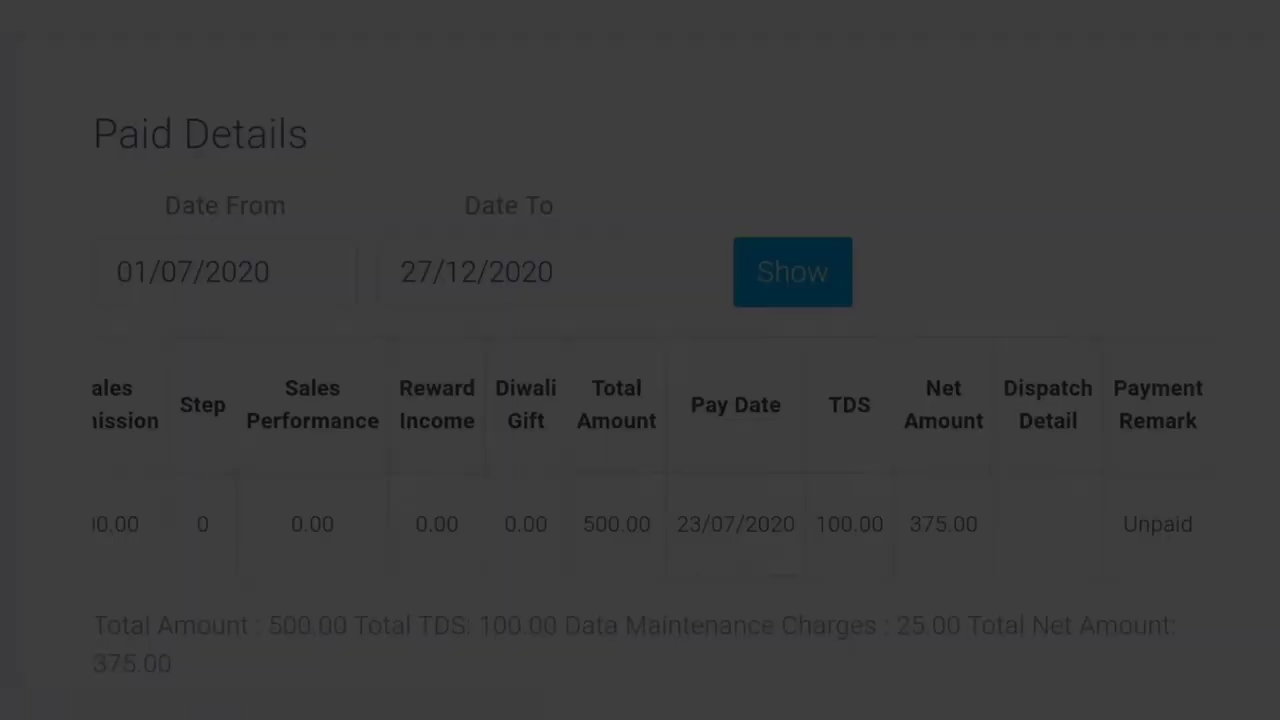 Paid Details
Date From Date To
01/07/2020 27/12/2020 Show
ales Step Sales Reward Diwali Total Pay Date TDS Net Dispatch Payment
Performance Income Gift Amount Amount Detail Remark
0 0.00 0.00 0.00 500.00 23/07/2020 100.00 375.00 Unpaid
Total Amount : 500.00 Total TDS: 100.00 Data Maintenance Charges : 25.00 Total Net Amount:
375.00